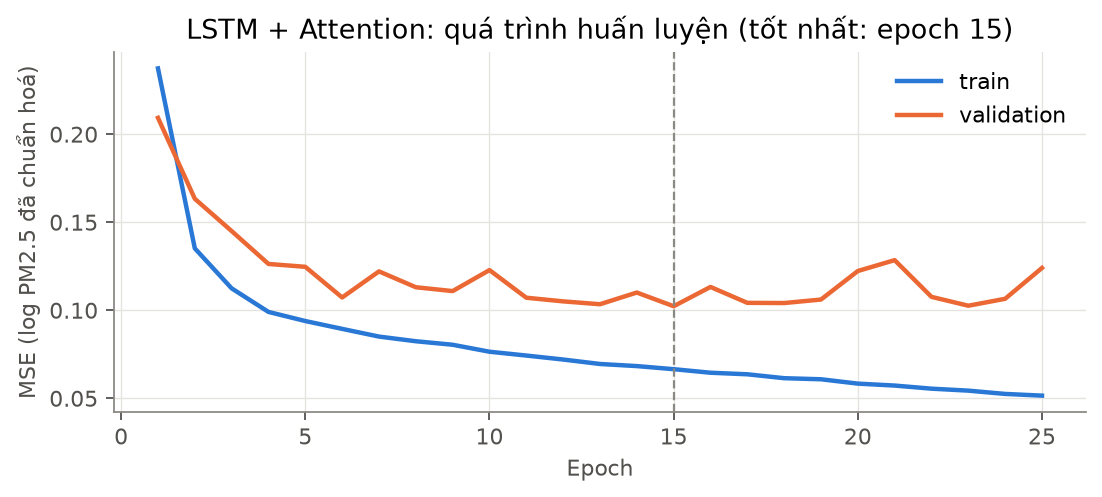 LSTM + Attention: quá trình huấn luyện (tốt nhất: epoch 15)
train
validation
MSE (log PM2.5 đã chuẩn hoá)
0.20
0.15
0.10
0.05
0
5
10
15
20
25
Epoch